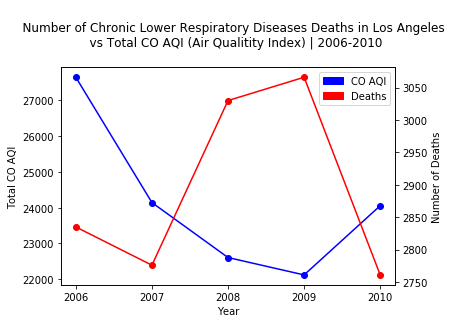 Number of Chronic Lower Respiratory Diseases Deaths in Los Angeles
vs Total CO AQI (Air Qualitity Index) | 2006-2010
CO AQI
Deaths
27000
26000
25000
24000
23000
22000
Total CO AQI
3050
3000
2950
2900
2850
2800
2750
Number of Deaths
2006 2007 2008 2009 2010
Year